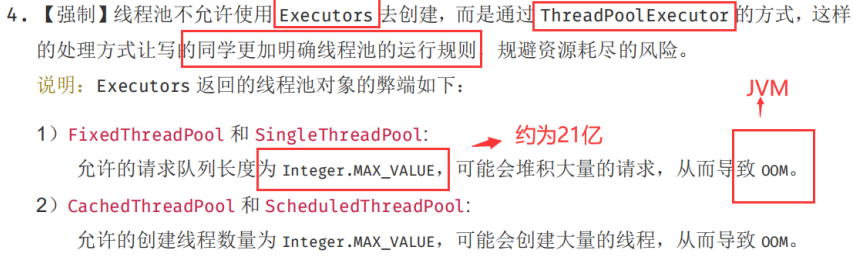 4. 【强制】线程池不允许使用 Executors 去创建，而是通过 ThreadPoolExecutor 的方式，这样
的处理方式让写的同学更加明确线程池的运行规则，规避资源耗尽的风险。
说明：Executors 返回的线程池对象的弊端如下：
JVM
1）FixedThreadPool 和 SingleThreadPool:
约为21亿
允许的请求队列长度为 Integer.MAX_VALUE，可能会堆积大量的请求，从而导致 OOM。
2）CachedThreadPool 和 ScheduledThreadPool:
允许的创建线程数量为 Integer.MAX_VALUE，可能会创建大量的线程，从而导致 OOM。